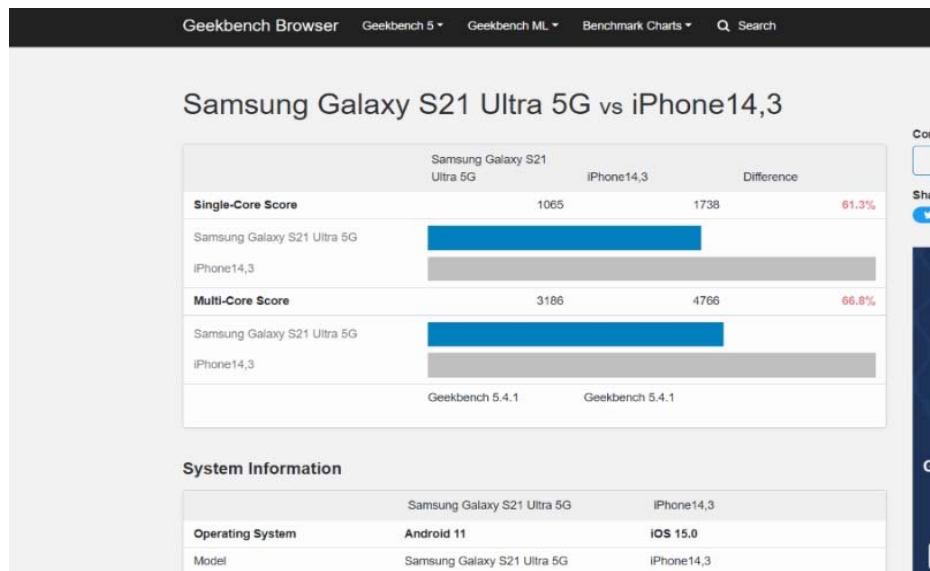 Geekbench Browser Geekbench 5 Geekbench ML Benchmark Charts Search
Samsung Galaxy S21 Ultra 5G vs iPhone14,3
Samsung Galaxy S21
Ultra 5G iPhone14,3 Difference
Single-Core Score 1065 1738 61.3%
Samsung Galaxy S21 Ultra 5G
iPhone14,3
Multi-Core Score 3186 4766 66.8%
Samsung Galaxy S21 Ultra 5G
iPhone14,3
Geekbench 5.4.1 Geekbench 5.4.1
System Information
Samsung Galaxy S21 Ultra 5G iPhone14,3
Operating System Android 11 iOS 15.0
Model Samsung Galaxy S21 Ultra 5G iPhone14,3